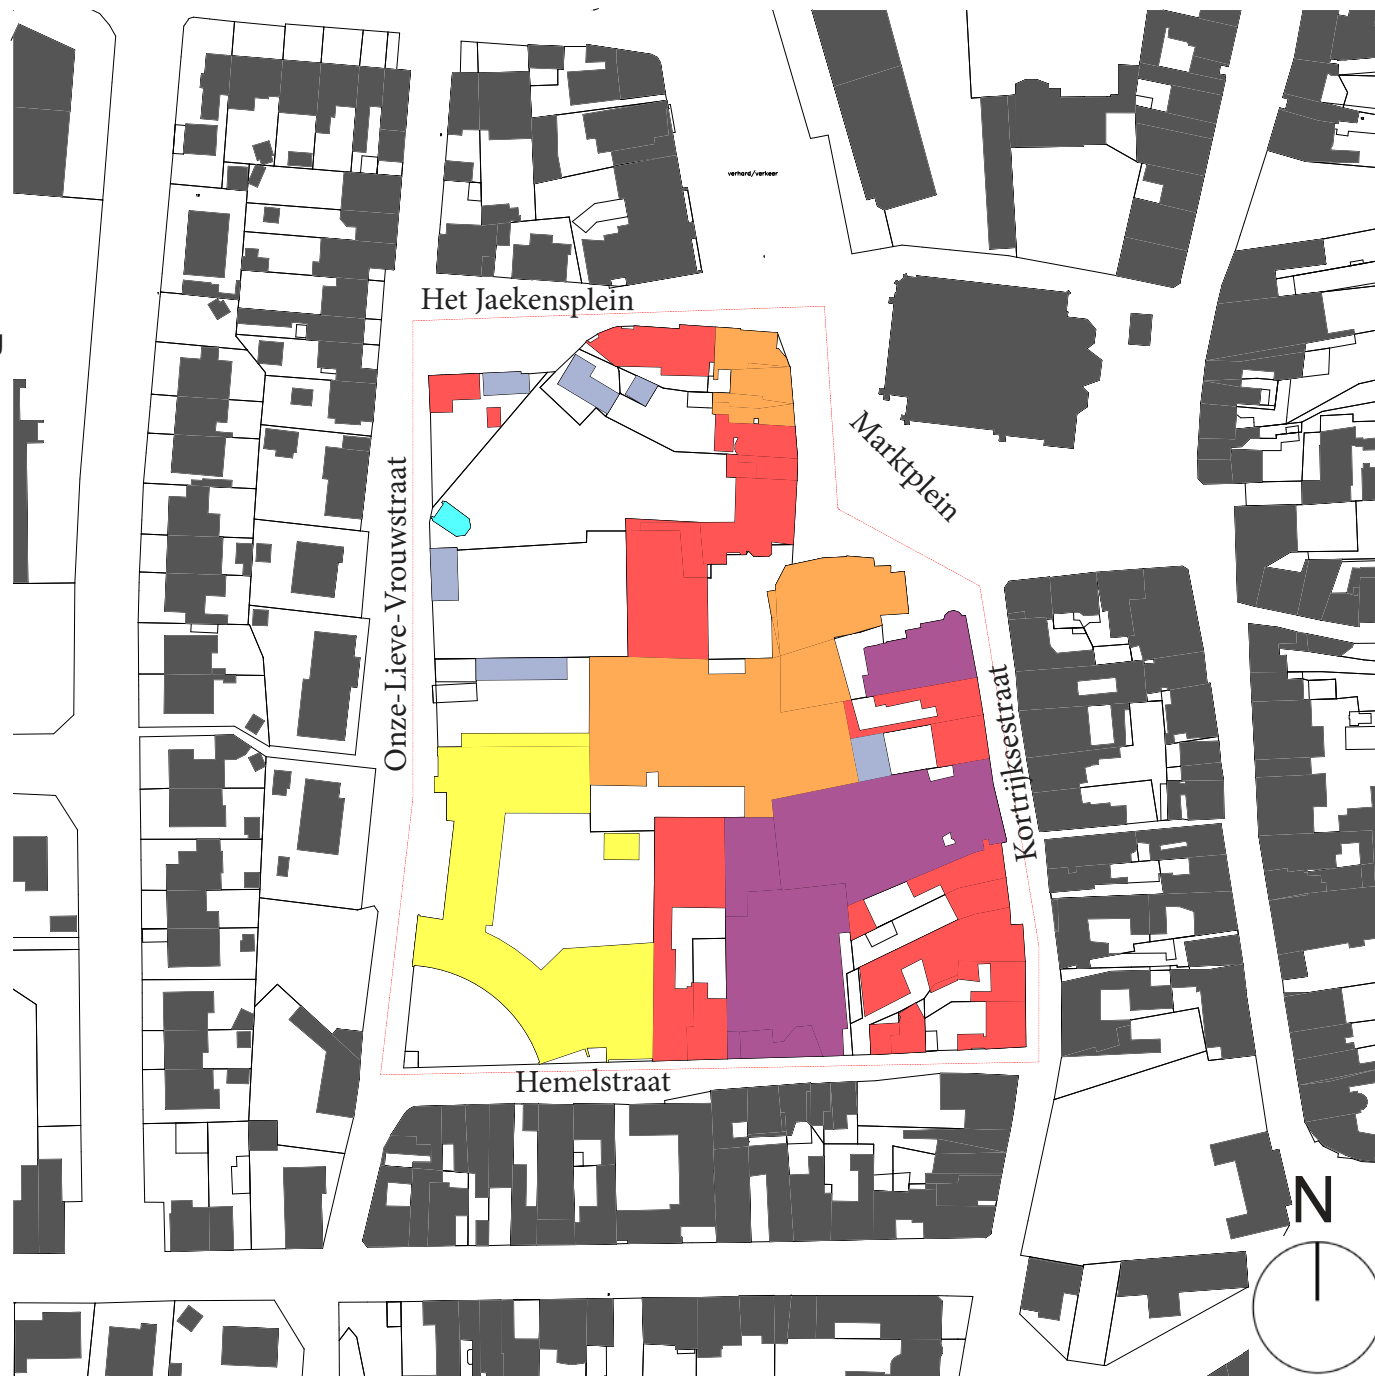 verhard/verkeer
Het Jaekensplein
Marktplein
Onze-Lieve-Vrouwstraat
Kortrijksestraat
Hemelstraat
N